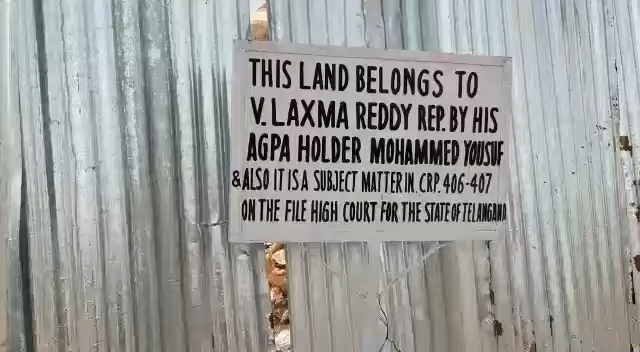 THIS LAND BELONGS TO
V. LAXMA REDDY REP. BY HIS
AGPA HOLDER MOHAMMED YOUSUF
& ALSO IT IS A SUBJECT MATTER IN. CRP. 406-407
ON THE FILE HIGH COURT FOR THE STATE OF TELANGANA